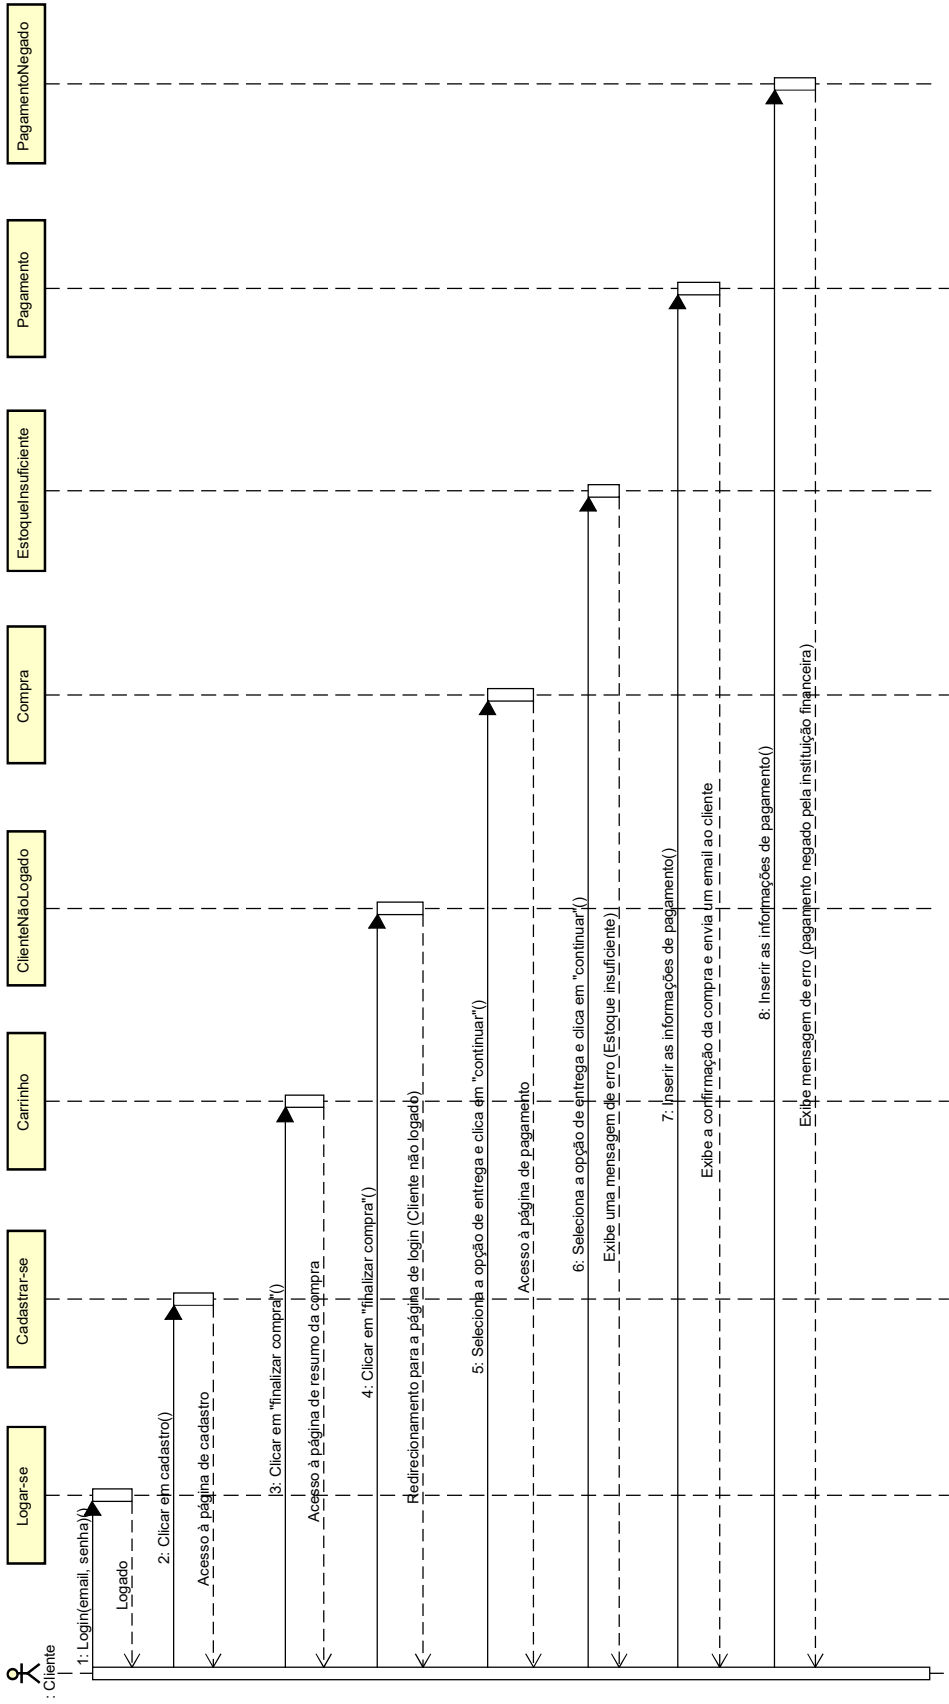 : Cliente
Logar-se
Cadastrar-se
Carrinho
ClienteNãoLogado
Compra
EstoqueInsuficiente
Pagamento
PagamentoNegado
1: Login(email, senha)()
Logado
2: Clicar em cadastro()
Acesso à página de cadastro
3: Clicar em "finalizar compra"()
Acesso à página de resumo da compra
4: Clicar em "finalizar compra"()
Redirecionamento para a página de login (Cliente não logado)
5: Seleciona a opção de entrega e clica em "continuar"()
Acesso à página de pagamento
6: Seleciona a opção de entrega e clica em "continuar"()
Exibe uma mensagem de erro (Estoque insuficiente)
7: Inserir as informações de pagamento()
Exibe a confirmação da compra e envia um email ao cliente
8: Inserir as informações de pagamento()
Exibe mensagem de erro (pagamento negado pela instituição financeira)